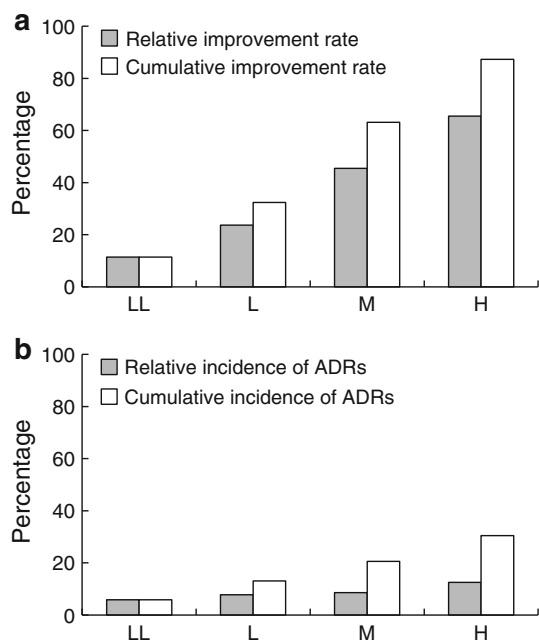 a
100
80
60
40
20
0
Percentage
Relative improvement rate
Cumulative improvement rate
LL L M H
b
100
80
60
40
20
0
Percentage
Relative incidence of ADRs
Cumulative incidence of ADRs
LL L M H